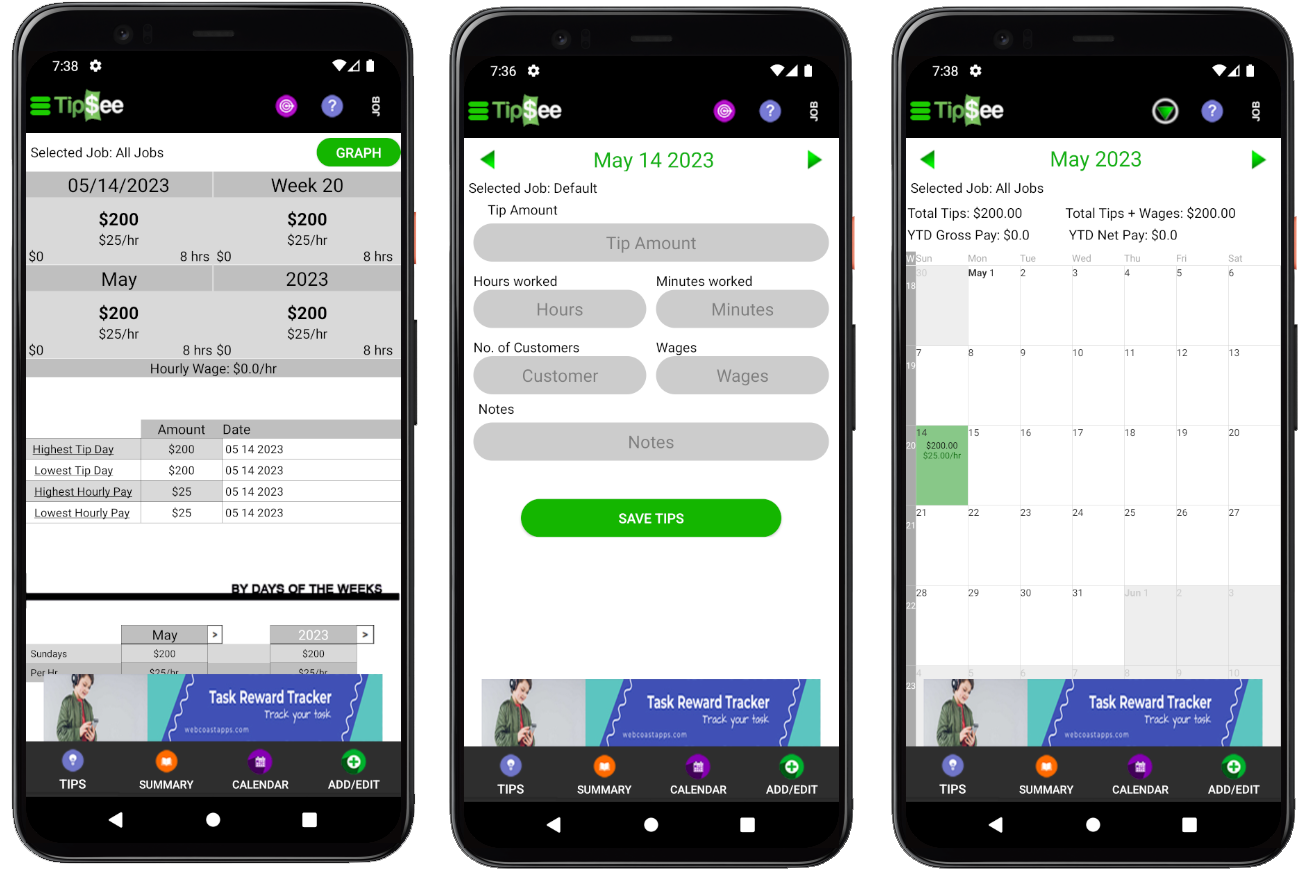 7:38
Tip$ee
?
JOB
Selected Job: All Jobs
GRAPH
05/14/2023 Week 20
$200 $200
$25/hr $25/hr
$0 8 hrs $0 8 hrs
May 2023
$200 $200
$25/hr $25/hr
$0 8 hrs $0 8 hrs
Hourly Wage: $0.0/hr
Amount Date
Highest Tip Day $200 05 14 2023
Lowest Tip Day $200 05 14 2023
Highest Hourly Pay $25 05 14 2023
Lowest Hourly Pay $25 05 14 2023
BY DAYS OF THE WEEKS
May > 2023 >
Sundays $200 $200
Per Hr $25/hr $25/hr
Task Reward Tracker
Track your task
webcoastapps.com
TIPS SUMMARY CALENDAR ADD/EDIT
7:36
Tip$ee
?
JOB
May 14 2023
Selected Job: Default
Tip Amount
Tip Amount
Hours worked Minutes worked
Hours Minutes
No. of Customers Wages
Customer Wages
Notes
Notes
SAVE TIPS
Task Reward Tracker
Track your task
webcoastapps.com
TIPS SUMMARY CALENDAR ADD/EDIT
7:38
Tip$ee
?
JOB
May 2023
Selected Job: All Jobs
Total Tips: $200.00 Total Tips + Wages: $200.00
YTD Gross Pay: $0.0 YTD Net Pay: $0.0
W Sun Mon Tue Wed Thu Fri Sat
30 May 1 2 3 4 5 6
18
7 8 9 10 11 12 13
19
14 15 16 17 18 19 20
20 $200.00
$25.00/hr
21 22 23 24 25 26 27
21
28 29 30 31 Jun 1 2 3
22
4 5 6 7 8 9 10
23
Task Reward Tracker
Track your task
webcoastapps.com
TIPS SUMMARY CALENDAR ADD/EDIT